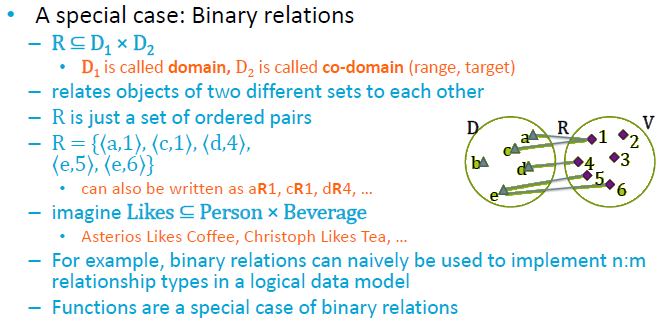 • A special case: Binary relations
– R ⊆ D₁ × D₂
• D₁ is called domain, D₂ is called co-domain (range, target)
– relates objects of two different sets to each other
– R is just a set of ordered pairs
– R = {⟨a,1⟩, ⟨c,1⟩, ⟨d,4⟩,
⟨e,5⟩, ⟨e,6⟩}
• can also be written as aR1, cR1, dR4, …
– imagine Likes ⊆ Person × Beverage
• Asterios Likes Coffee, Christoph Likes Tea, …
– For example, binary relations can naively be used to implement n:m
relationship types in a logical data model
– Functions are a special case of binary relations
D R V
a 1 2
c
b d 4 3
5
e 6